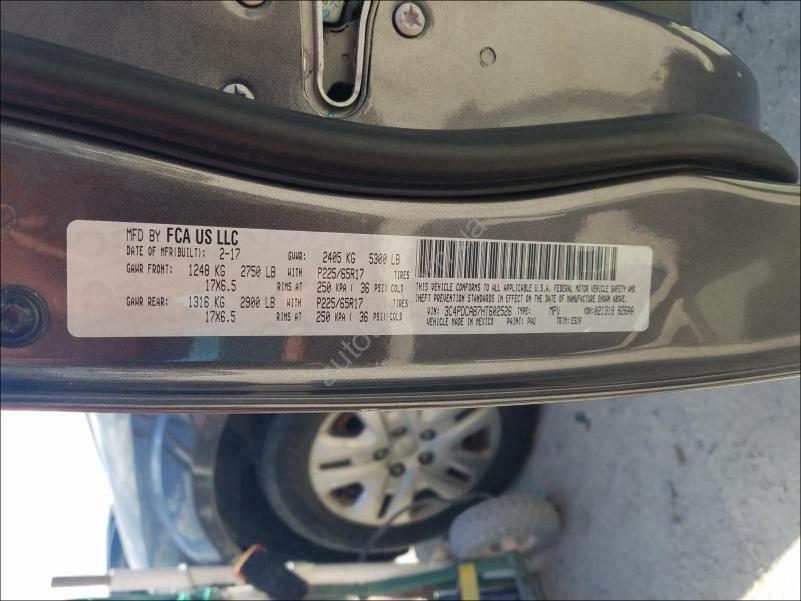 MFD BY FCA US LLC
DATE OF MFR(BUILT): 2-17 GVWR: 2405 KG 5300 LB
GAWR FRONT: 1248 KG 2750 LB WITH P225/65R17 TIRES
17X6.5 RIMS AT 250 KPA ( 36 PSI) COLD
GAWR REAR: 1316 KG 2900 LB WITH P225/65R17 TIRES
17X6.5 RIMS AT 250 KPA ( 36 PSI) COLD
THIS VEHICLE CONFORMS TO ALL APPLICABLE U.S.A. FEDERAL MOTOR VEHICLE SAFETY AND
THEFT PREVENTION STANDARDS IN EFFECT ON THE DATE OF MANUFACTURE SHOWN ABOVE.
VIN: 3C4PDCAB7HT602526 TYPE: MPV MDH: 021319 026AA
VEHICLE MADE IN MEXICO PAINT: PAU TRIM: